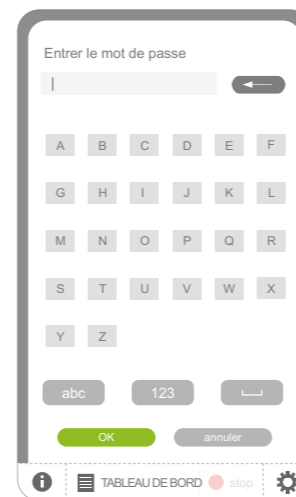 Entrer le mot de passe
A B C D E F
G H I J K L
M N O P Q R
S T U V W X
Y Z
abc 123
OK annuler
TABLEAU DE BORD stop